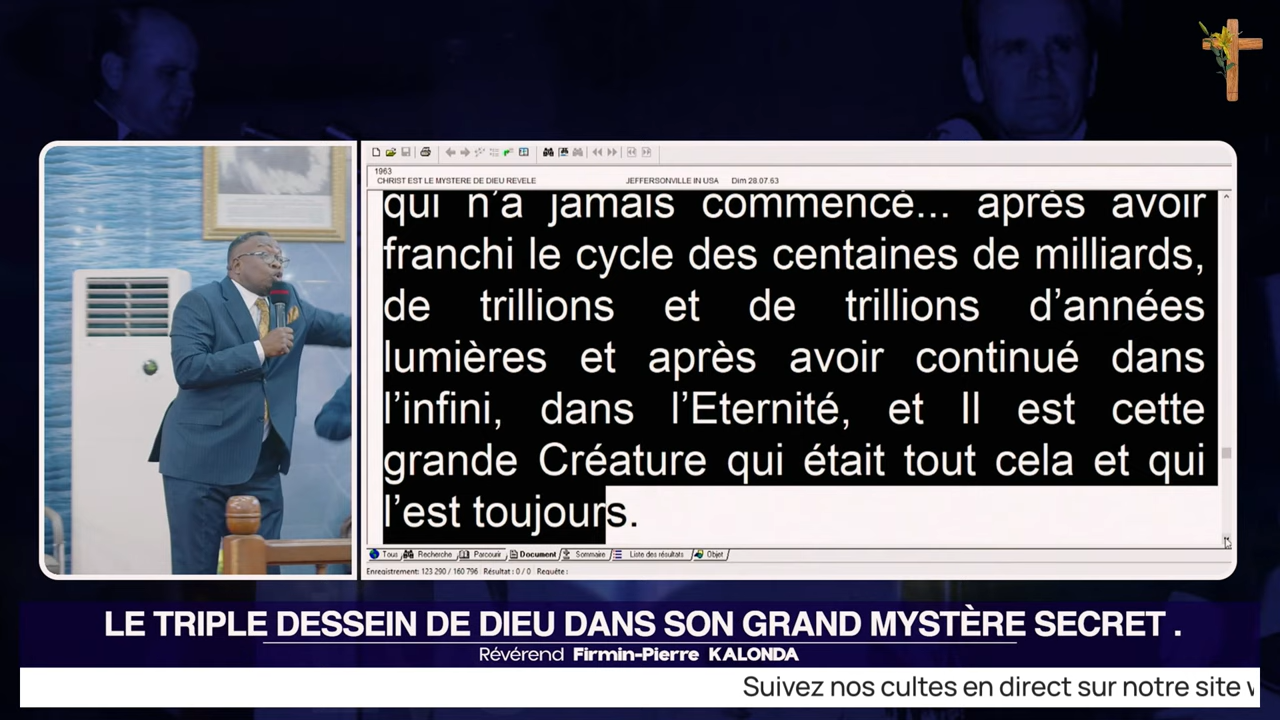 1963
CHRIST EST LE MYSTERE DE DIEU REVELE JEFFERSONVILLE IN USA Dim 28.07.63
qui n'a jamais commencé... après avoir
franchi le cycle des centaines de milliards,
de trillions et de trillions d'années
lumières et après avoir continué dans
l'infini, dans l'Eternité, et Il est cette
grande Créature qui était tout cela et qui
l'est toujours.
Tous Recherche Parcourir Document Sommaire Liste des résultats Objet
Enregistrement: 123 290 / 160 796 Résultat : 0 / 0 Requête :
LE TRIPLE DESSEIN DE DIEU DANS SON GRAND MYSTÈRE SECRET .
Révérend Firmin-Pierre KALONDA
Suivez nos cultes en direct sur notre site